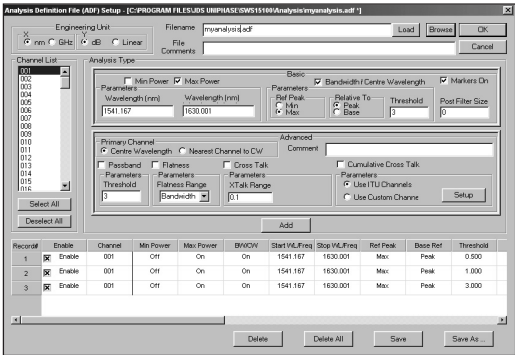 Analysis Definition File (ADF) Setup - [C:\PROGRAM FILES\JDS UNIPHASE\SWS15100\Analysis\myanalysis.adf *]
Engineering Unit
X
Y
nm
GHz
dB
Linear
Filename
myanalysis.adf
Load
Browse
OK
File Comments
Cancel
Channel List
001
002
003
004
005
006
007
008
009
010
011
012
013
014
015
016
Select All
Deselect All
Analysis Type
Basic
Min Power
Max Power
Bandwidth/Centre Wavelength
Markers On
Parameters
Wavelength (nm)
Wavelength (nm)
1541.167
1630.001
Parameters
Ref Peak
Min
Max
Relative To
Peak
Base
Threshold
3
Post Filter Size
0
Advanced
Primary Channel
Centre Wavelength
Nearest Channel to CW
Comment
Passband
Flatness
Cross Talk
Cumulative Cross Talk
Parameters
Threshold
3
Parameters
Flatness Range
Bandwidth
Parameters
XTalk Range
0.1
Parameters
Use ITU Channels
Use Custom Channe
Setup
Add
Record# Enable Channel Min Power Max Power BW/CW Start WL/Freq Stop WL/Freq Ref Peak Base Ref Threshold
1 Enable 001 Off On On 1541.167 1630.001 Max Peak 0.500
2 Enable 001 Off On On 1541.167 1630.001 Max Peak 1.000
3 Enable 001 Off On On 1541.167 1630.001 Max Peak 3.000
Delete
Delete All
Save
Save As ...